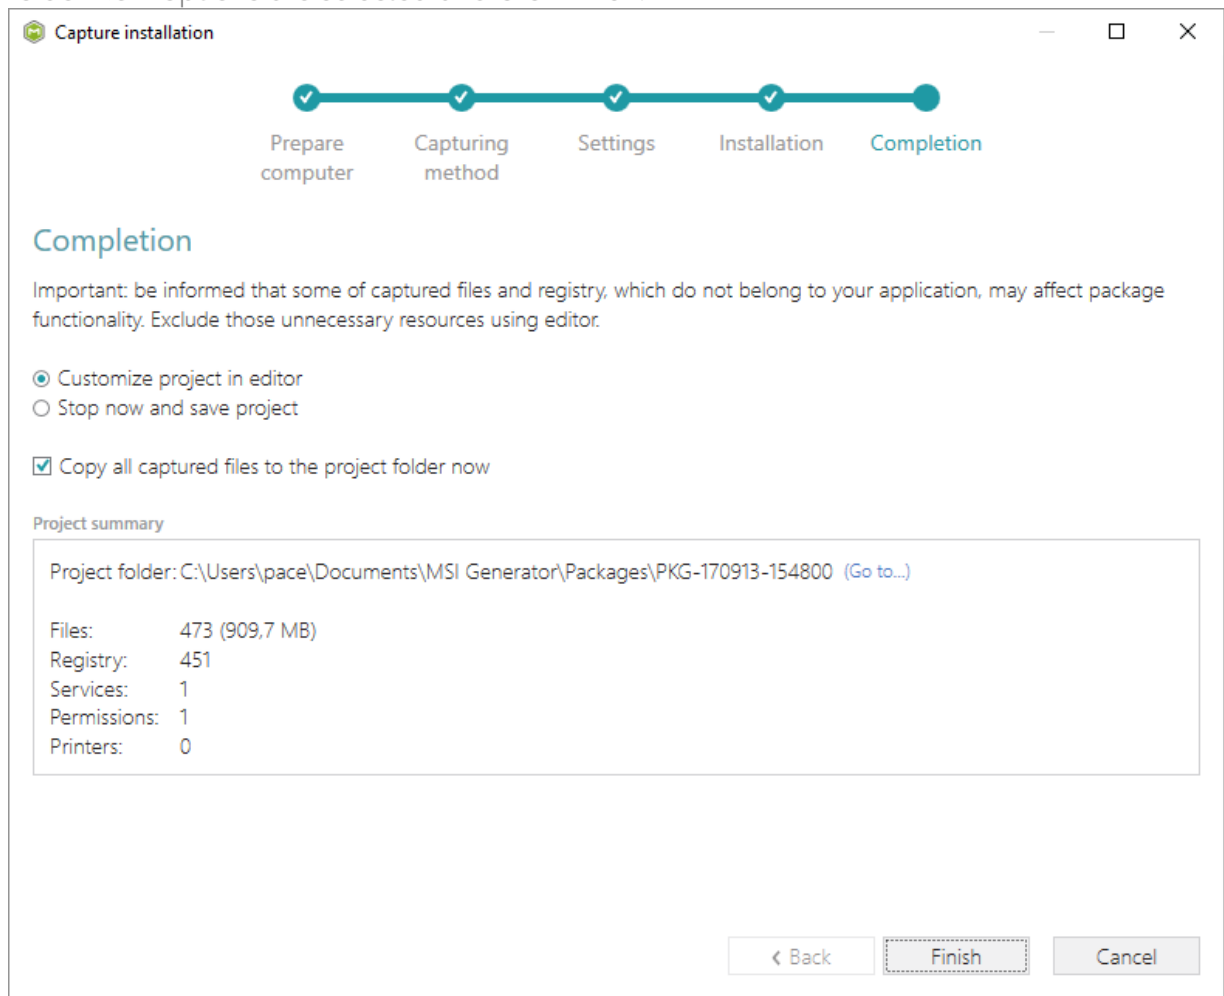 Capture installation
Prepare computer
Capturing method
Settings
Installation
Completion
Completion
Important: be informed that some of captured files and registry, which do not belong to your application, may affect package
functionality. Exclude those unnecessary resources using editor.
Customize project in editor
Stop now and save project
Copy all captured files to the project folder now
Project summary
Project folder: C:\Users\pace\Documents\MSI Generator\Packages\PKG-170913-154800 (Go to...)
Files: 473 (909,7 MB)
Registry: 451
Services: 1
Permissions: 1
Printers: 0
< Back
Finish
Cancel